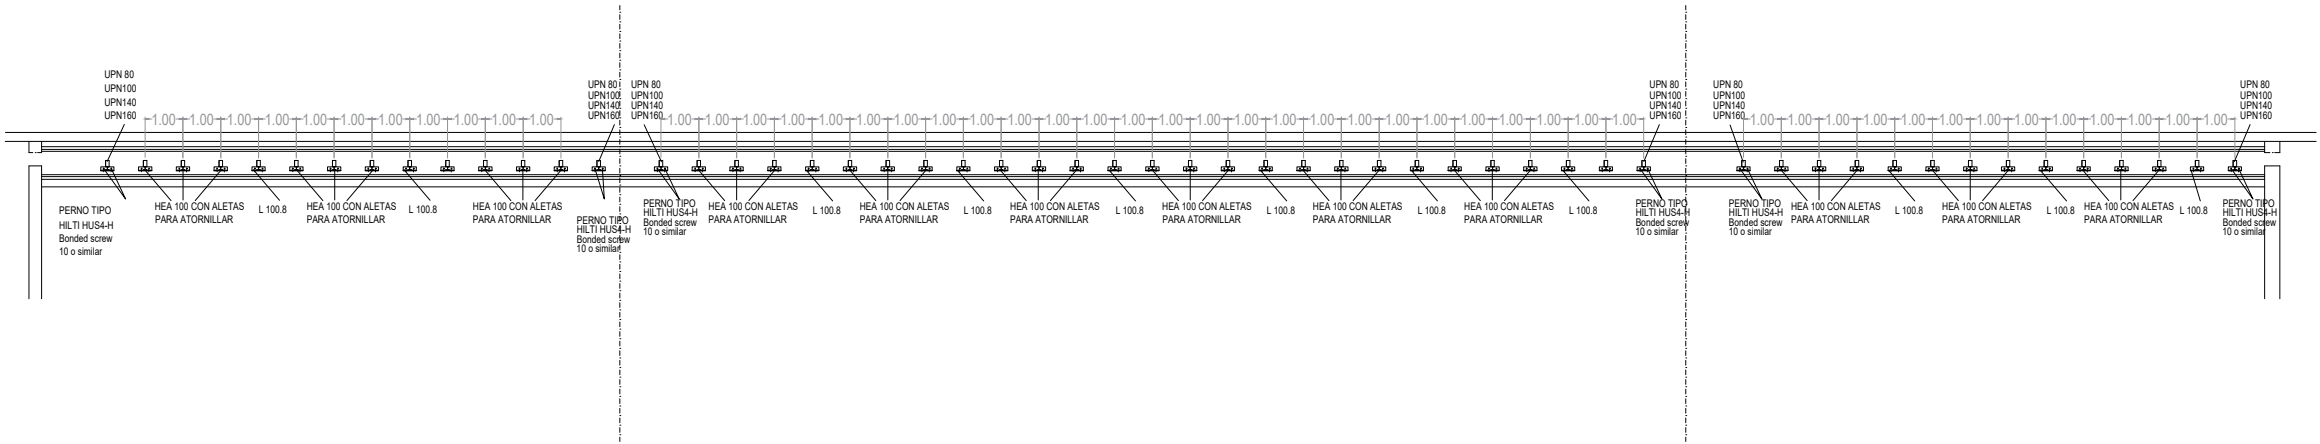 UPN 80
UPN100
UPN140
UPN160
UPN 80
UPN100
UPN140
UPN160
UPN 80
UPN100
UPN140
UPN160
UPN 80
UPN100
UPN140
UPN160
UPN 80
UPN100
UPN140
UPN160
UPN 80
UPN100
UPN140
UPN160
1.00 1.00 1.00 1.00 1.00 1.00 1.00 1.00 1.00 1.00 1.00
1.00 1.00 1.00 1.00 1.00 1.00 1.00 1.00 1.00 1.00 1.00 1.00 1.00 1.00 1.00 1.00 1.00 1.00 1.00 1.00 1.00 1.00 1.00 1.00 1.00 1.00
1.00 1.00 1.00 1.00 1.00 1.00 1.00 1.00 1.00 1.00 1.00 1.00 1.00
PERNO TIPO
HILTI HUS4-H
Bonded screw
10 o similar
HEA 100 CON ALETAS
PARA ATORNILLAR
L 100.8
HEA 100 CON ALETAS
PARA ATORNILLAR
L 100.8
HEA 100 CON ALETAS
PARA ATORNILLAR
PERNO TIPO
HILTI HUS4-H
Bonded screw
10 o similar
PERNO TIPO
HILTI HUS4-H
Bonded screw
10 o similar
HEA 100 CON ALETAS
PARA ATORNILLAR
L 100.8
HEA 100 CON ALETAS
PARA ATORNILLAR
L 100.8
HEA 100 CON ALETAS
PARA ATORNILLAR
L 100.8
HEA 100 CON ALETAS
PARA ATORNILLAR
L 100.8
HEA 100 CON ALETAS
PARA ATORNILLAR
L 100.8
HEA 100 CON ALETAS
PARA ATORNILLAR
L 100.8
PERNO TIPO
HILTI HUS4-H
Bonded screw
10 o similar
PERNO TIPO
HILTI HUS4-H
Bonded screw
10 o similar
HEA 100 CON ALETAS
PARA ATORNILLAR
L 100.8
HEA 100 CON ALETAS
PARA ATORNILLAR
L 100.8
HEA 100 CON ALETAS
PARA ATORNILLAR
L 100.8
PERNO TIPO
HILTI HUS4-H
Bonded screw
10 o similar